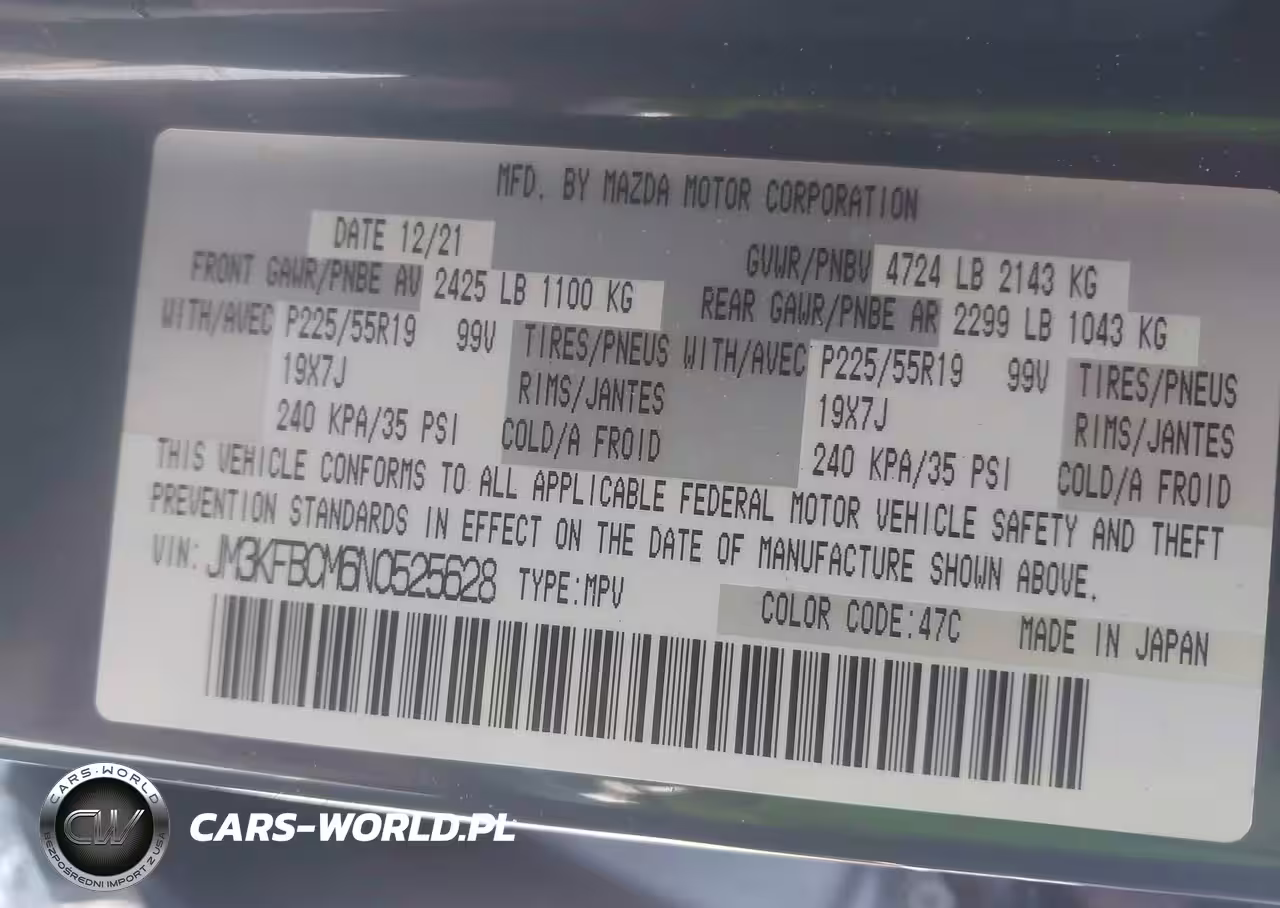 MFD. BY MAZDA MOTOR CORPORATION
DATE 12/21 GVWR/PNBV 4724 LB 2143 KG
FRONT GAWR/PNBE AV 2425 LB 1100 KG REAR GAWR/PNBE AR 2299 LB 1043 KG
WITH/AVEC P225/55R19 99V TIRES/PNEUS WITH/AVEC P225/55R19 99V TIRES/PNEUS
19X7J RIMS/JANTES 19X7J RIMS/JANTES
240 KPA/35 PSI COLD/A FROID 240 KPA/35 PSI COLD/A FROID
THIS VEHICLE CONFORMS TO ALL APPLICABLE FEDERAL MOTOR VEHICLE SAFETY AND THEFT
PREVENTION STANDARDS IN EFFECT ON THE DATE OF MANUFACTURE SHOWN ABOVE.
VIN: JM3KFBCM6N0525628 TYPE:MPV COLOR CODE:47C MADE IN JAPAN
CARS-WORLD
CW
BEZPOŚREDNI IMPORT Z USA
CARS-WORLD.PL